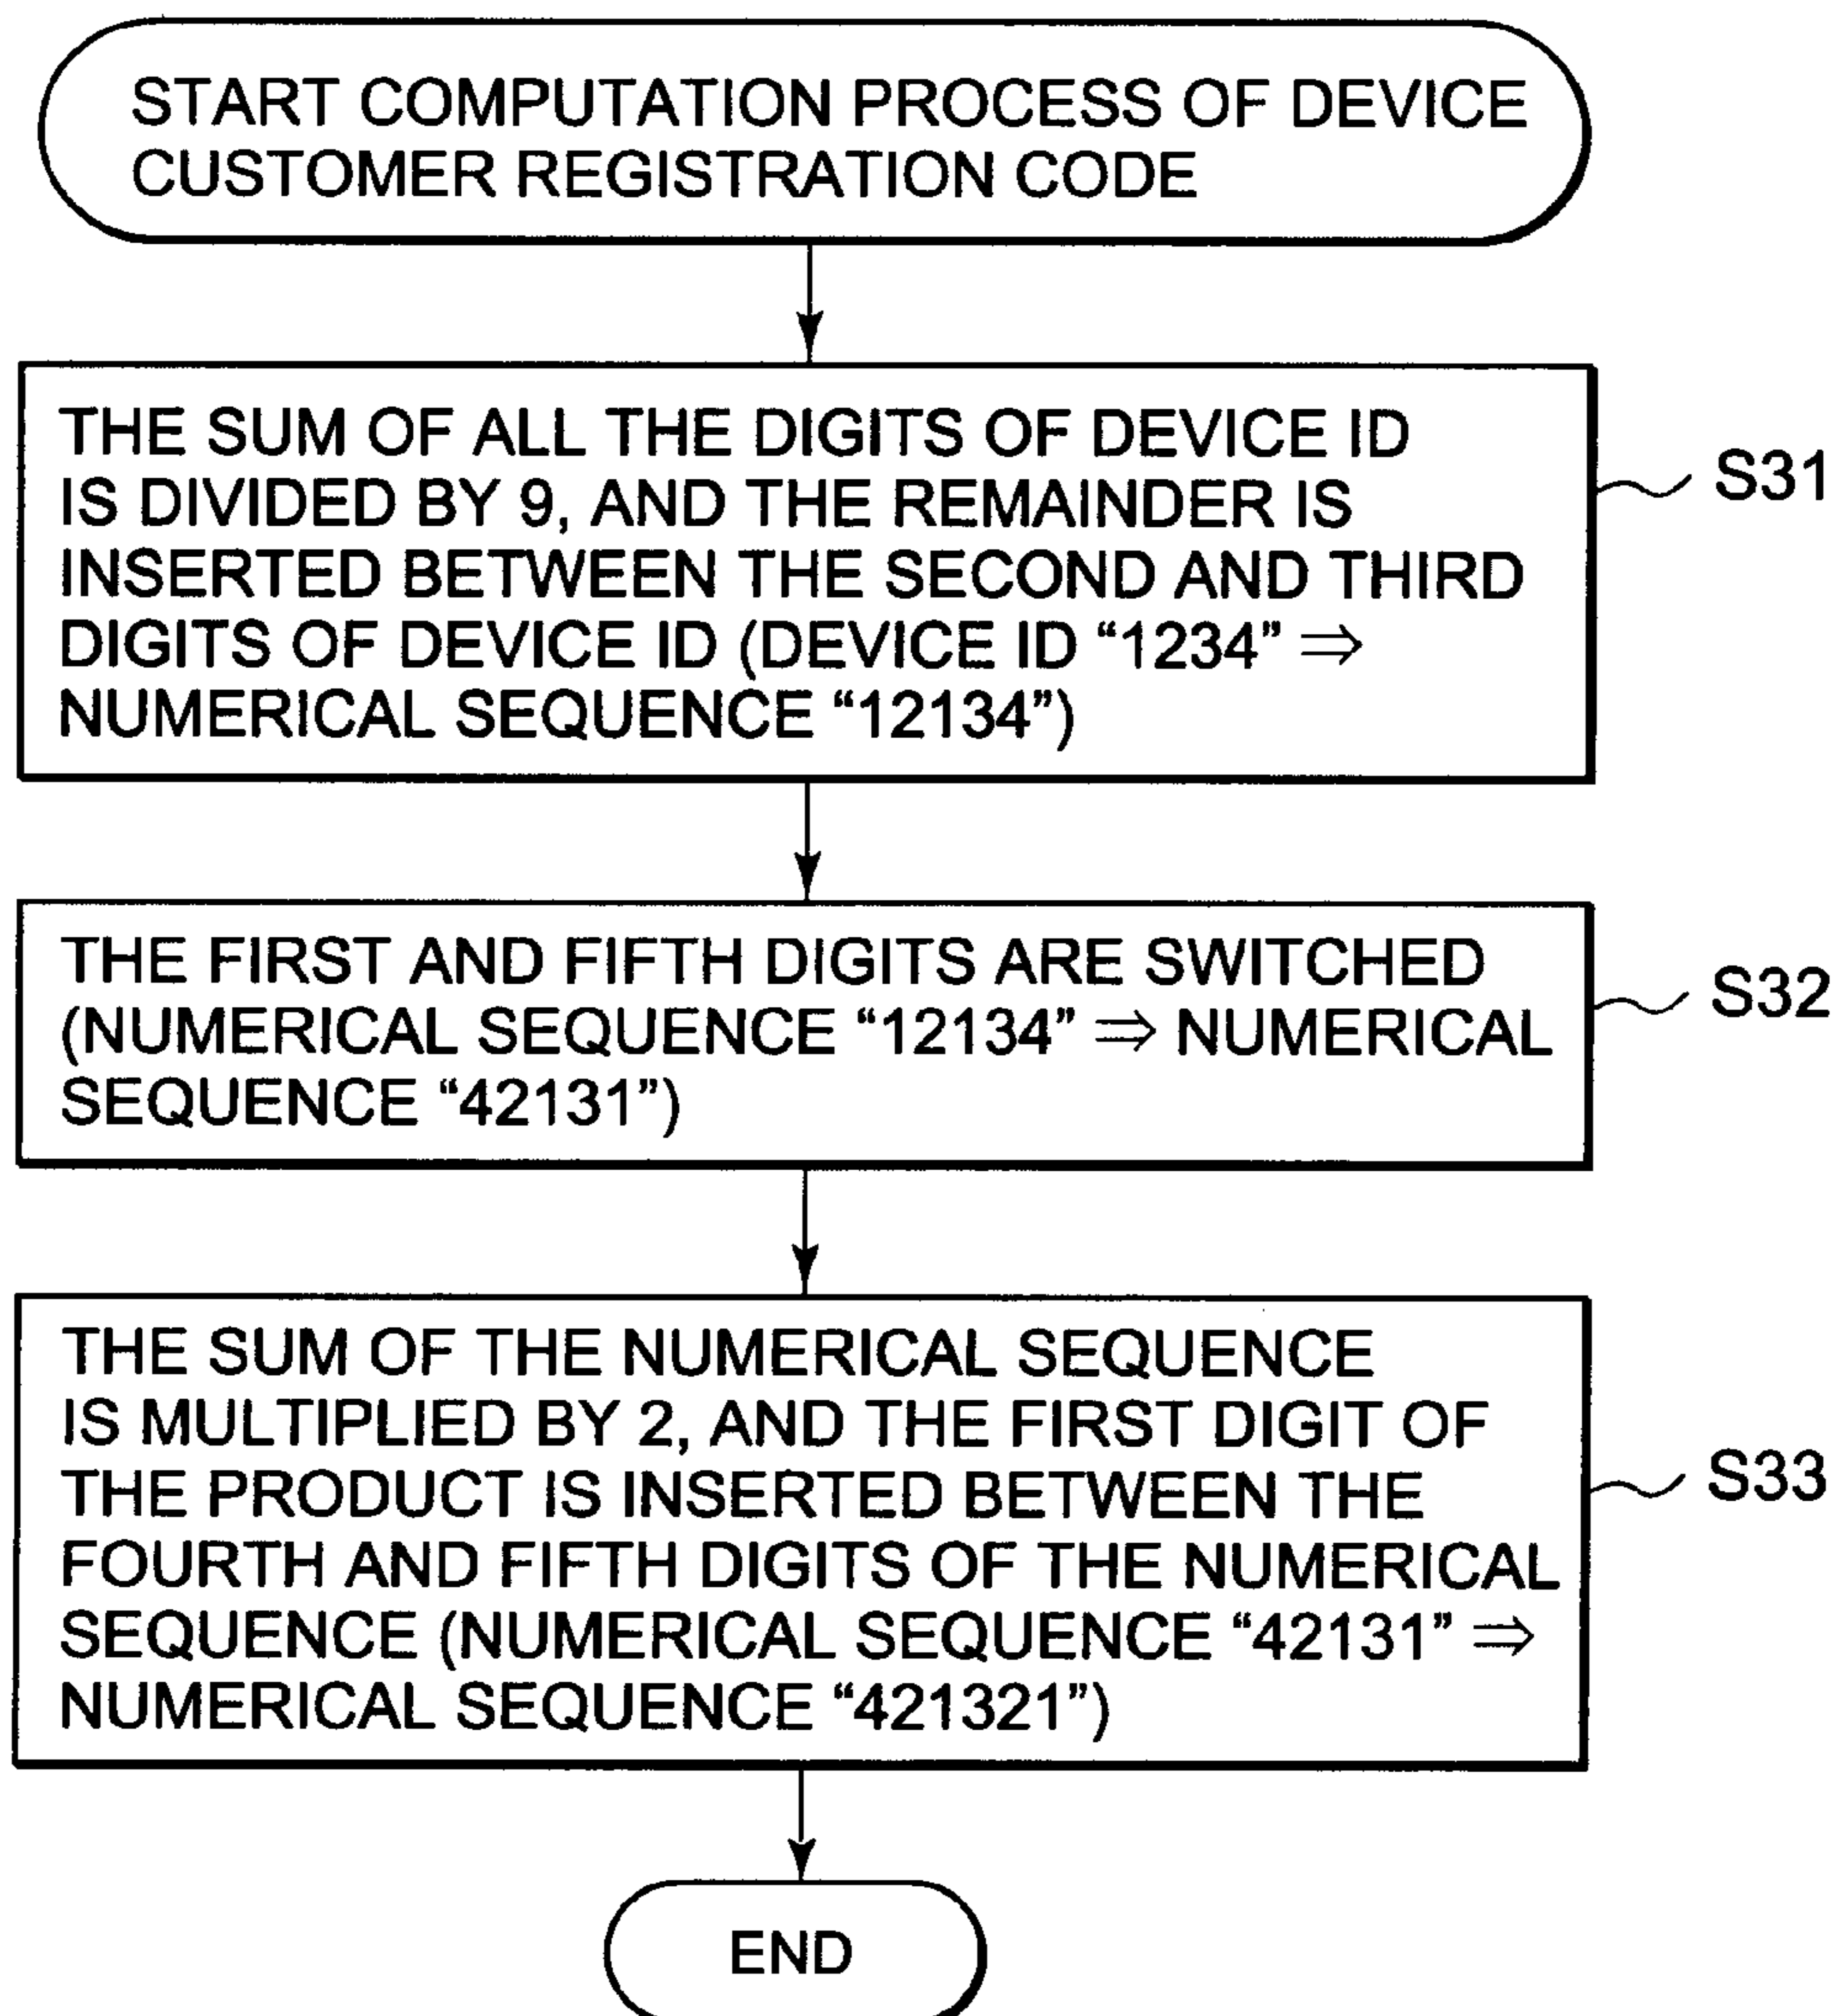 START COMPUTATION PROCESS OF DEVICE
CUSTOMER REGISTRATION CODE
THE SUM OF ALL THE DIGITS OF DEVICE ID
IS DIVIDED BY 9, AND THE REMAINDER IS
INSERTED BETWEEN THE SECOND AND THIRD
DIGITS OF DEVICE ID (DEVICE ID “1234” ⇒
NUMERICAL SEQUENCE “12134”)
S31
THE FIRST AND FIFTH DIGITS ARE SWITCHED
(NUMERICAL SEQUENCE “12134” ⇒ NUMERICAL
SEQUENCE “42131”)
S32
THE SUM OF THE NUMERICAL SEQUENCE
IS MULTIPLIED BY 2, AND THE FIRST DIGIT OF
THE PRODUCT IS INSERTED BETWEEN THE
FOURTH AND FIFTH DIGITS OF THE NUMERICAL
SEQUENCE (NUMERICAL SEQUENCE “42131” ⇒
NUMERICAL SEQUENCE “421321”)
S33
END